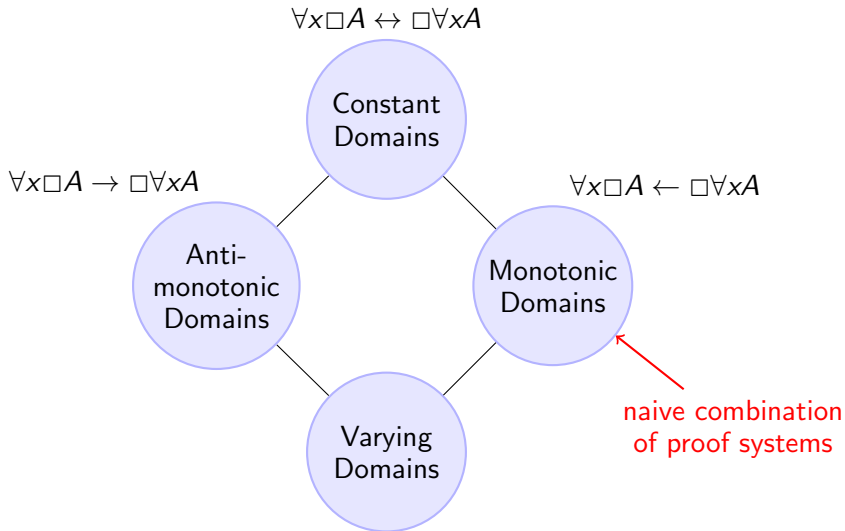 ∀x□A ↔ □∀xA
Constant
Domains
∀x□A → □∀xA
∀x□A ← □∀xA
Anti-
monotonic
Domains
Monotonic
Domains
naive combination
of proof systems
Varying
Domains